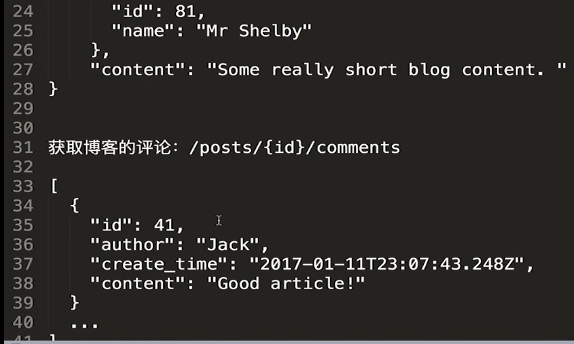 24 "id": 81,
25 "name": "Mr Shelby"
26 },
27 "content": "Some really short blog content. "
28 }
29
30
31 获取博客的评论：/posts/{id}/comments
32
33 [
34 {
35 "id": 41,
36 "author": "Jack",
37 "create_time": "2017-01-11T23:07:43.248Z",
38 "content": "Good article!"
39 }
40 ...
41 ]